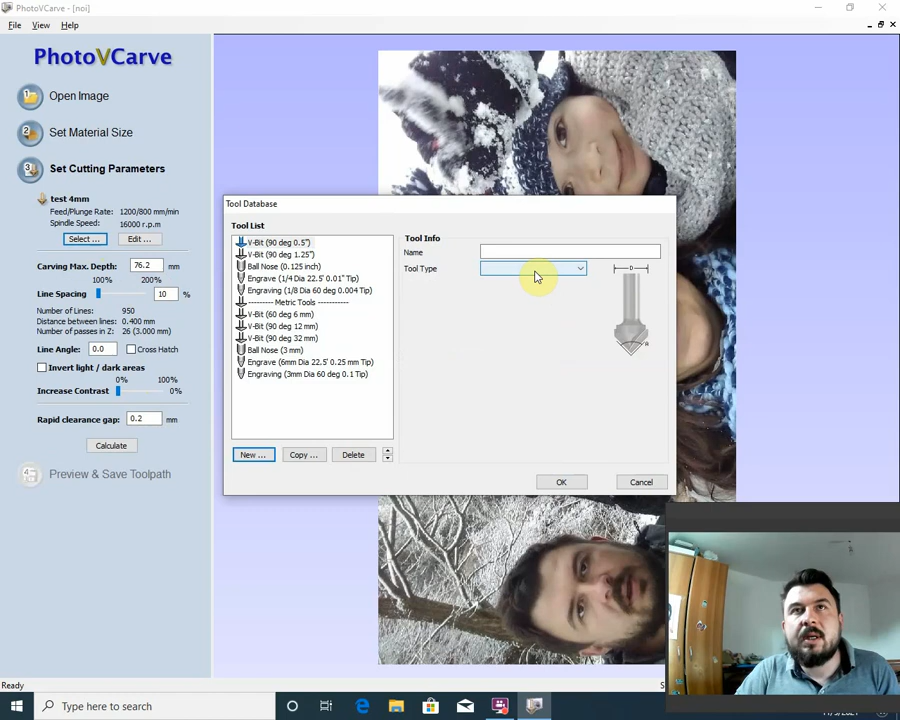 PhotoVCarve - [noi]
File View Help
PhotoVCarve
1 Open Image
2 Set Material Size
3 Set Cutting Parameters
test 4mm
Feed/Plunge Rate: 1200/800 mm/min
Spindle Speed: 16000 r.p.m
Select ... Edit ...
Carving Max. Depth: 76.2 mm
100% 200%
Line Spacing 10 %
Number of Lines: 950
Distance between lines: 0.400 mm
Number of passes in Z: 26 (3.000 mm)
Line Angle: 0.0 Cross Hatch
Invert light / dark areas
0% 100%
Increase Contrast 0%
Rapid clearance gap: 0.2 mm
Calculate
4 Preview & Save Toolpath
Tool Database
Tool List
V-Bit (90 deg 0.5")
V-Bit (90 deg 1.25")
Ball Nose (0.125 inch)
Engrave (1/4 Dia 22.5' 0.01" Tip)
Engraving (1/8 Dia 60 deg 0.004 Tip)
--------- Metric Tools -----------
V-Bit (60 deg 6 mm)
V-Bit (90 deg 12 mm)
V-Bit (90 deg 32 mm)
Ball Nose (3 mm)
Engrave (6mm Dia 22.5' 0.25 mm Tip)
Engraving (3mm Dia 60 deg 0.1 Tip)
New ... Copy ... Delete
Tool Info
Name
Tool Type
D
A
OK Cancel
Ready
Type here to search